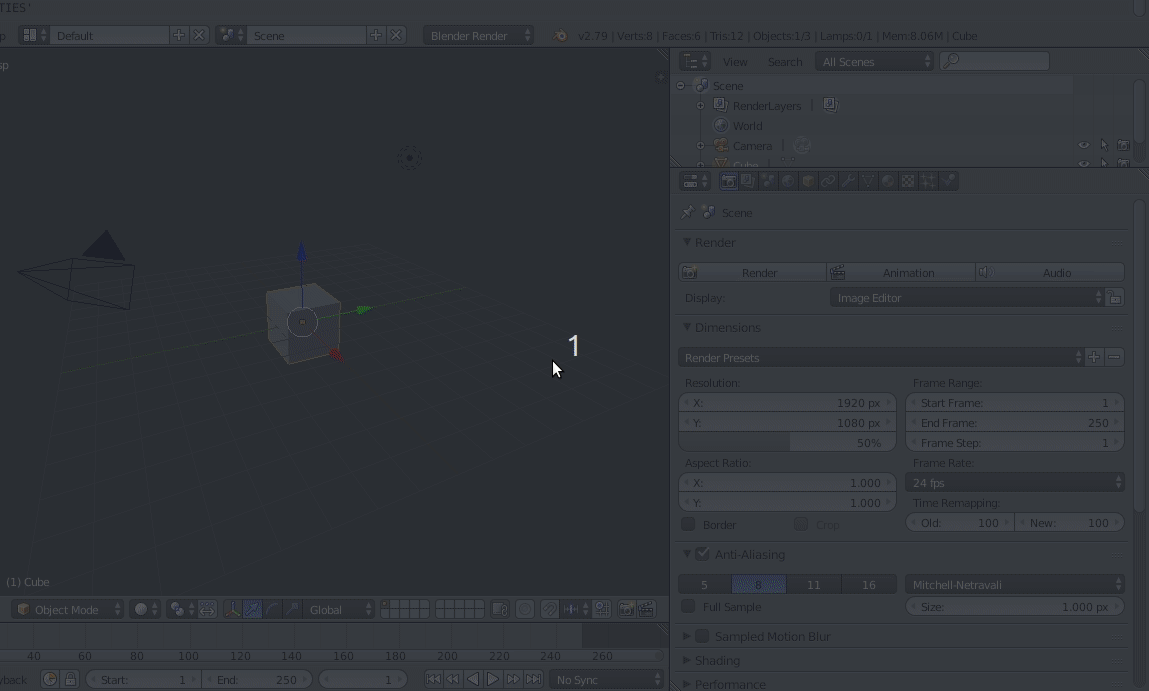 TIES'
p Default Scene Blender Render v2.79 | Verts:8 | Faces:6 | Tris:12 | Objects:1/3 | Lamps:0/1 | Mem:8.06M | Cube
sp
View Search All Scenes
Scene
RenderLayers |
World
Camera |
Cube
Scene
Render
Render Animation Audio
Display: Image Editor
1
Dimensions
Render Presets
Resolution: Frame Range:
X: 1920 px Start Frame: 1
Y: 1080 px End Frame: 250
50% Frame Step: 1
Aspect Ratio: Frame Rate:
X: 1.000 24 fps
Y: 1.000 Time Remapping:
Border Crop Old: 100 New: 100
Anti-Aliasing
5 8 11 16 Mitchell-Netravali
Full Sample Size: 1.000 px
(1) Cube
Object Mode Global
Sampled Motion Blur
40 60 80 100 120 140 160 180 200 220 240 260
Shading
yback Start: 1 End: 250 1 No Sync
Performance